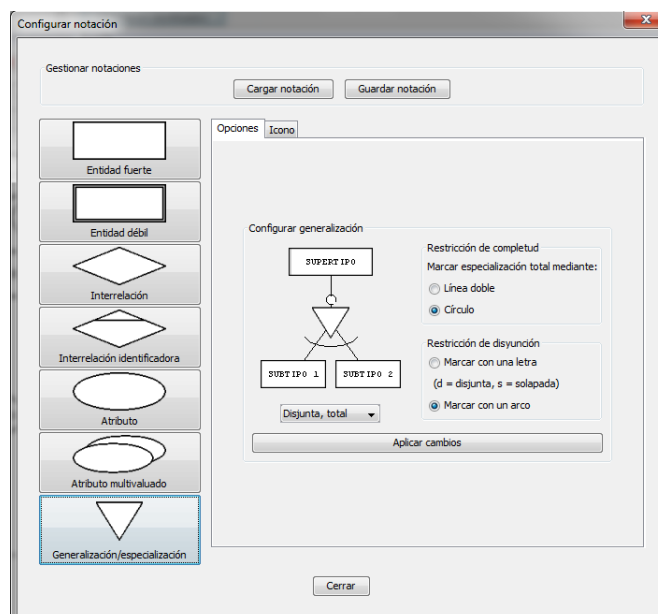 Configurar notación
Gestionar notaciones
Cargar notación
Guardar notación
Entidad fuerte
Entidad débil
Interrelación
Interrelación identificadora
Atributo
Atributo multivaluado
Generalización/especialización
Opciones
Icono
Configurar generalización
SUPERTIPO
SUBTIPO 1
SUBTIPO 2
Disjunta, total
Restricción de completud
Marcar especialización total mediante:
Línea doble
Círculo
Restricción de disyunción
Marcar con una letra
(d = disjunta, s = solapada)
Marcar con un arco
Aplicar cambios
Cerrar